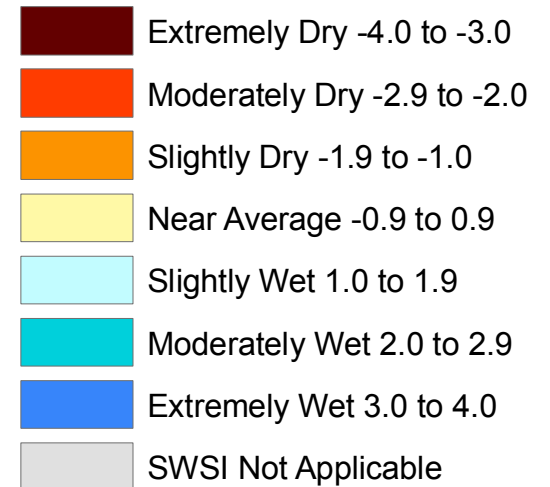 Extremely Dry -4.0 to -3.0
Moderately Dry -2.9 to -2.0
Slightly Dry -1.9 to -1.0
Near Average -0.9 to 0.9
Slightly Wet 1.0 to 1.9
Moderately Wet 2.0 to 2.9
Extremely Wet 3.0 to 4.0
SWSI Not Applicable